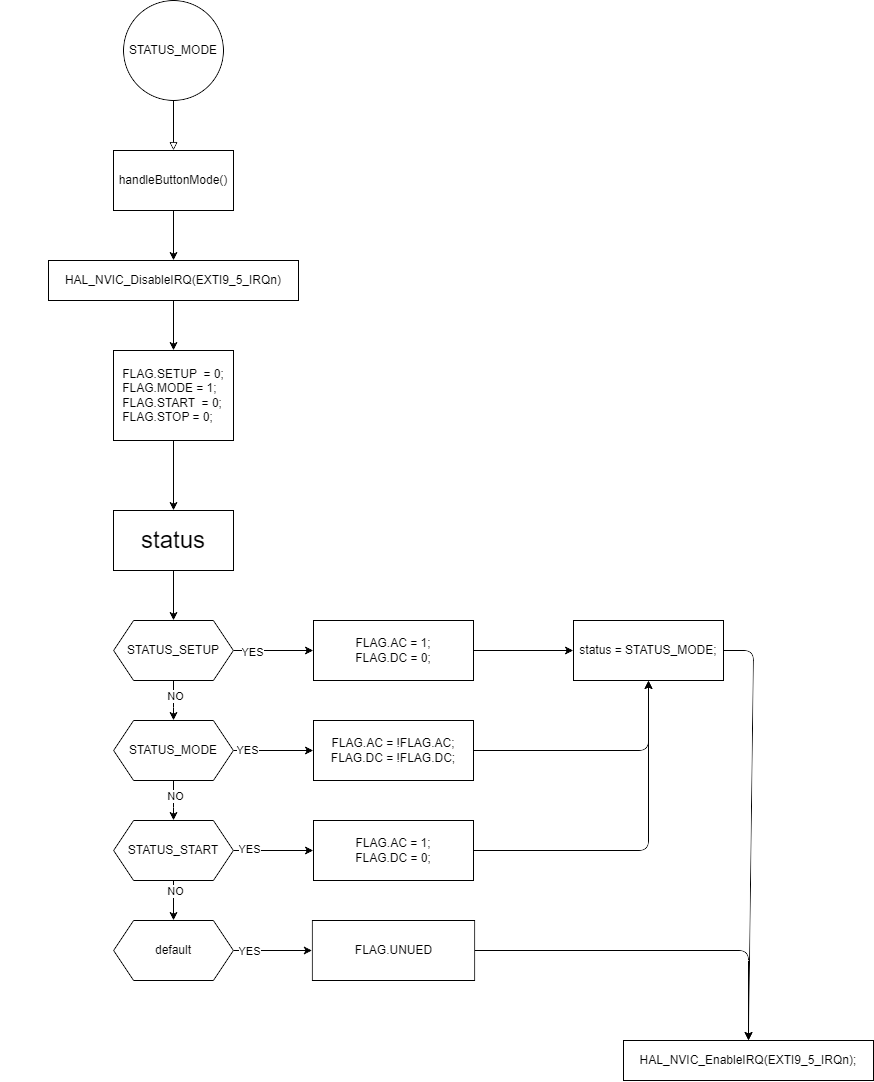 STATUS_MODE
handleButtonMode()
HAL_NVIC_DisableIRQ(EXTI9_5_IRQn)
FLAG.SETUP  = 0;
FLAG.MODE = 1;
FLAG.START  = 0;
FLAG.STOP = 0;
status
STATUS_SETUP
YES
FLAG.AC = 1;
FLAG.DC = 0;
status = STATUS_MODE;
NO
STATUS_MODE
YES
FLAG.AC = !FLAG.AC;
FLAG.DC = !FLAG.DC;
NO
STATUS_START
YES
FLAG.AC = 1;
FLAG.DC = 0;
NO
default
YES
FLAG.UNUED
HAL_NVIC_EnableIRQ(EXTI9_5_IRQn);